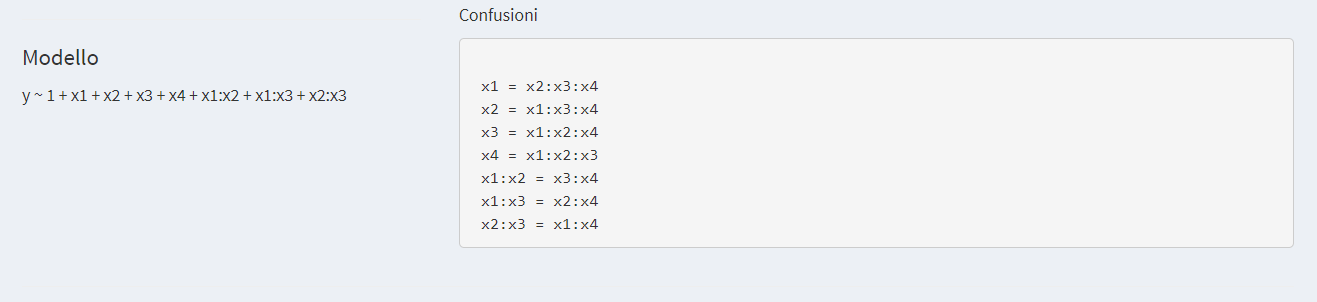 Confusioni
Modello
y ~ 1 + x1 + x2 + x3 + x4 + x1:x2 + x1:x3 + x2:x3
x1 = x2:x3:x4
x2 = x1:x3:x4
x3 = x1:x2:x4
x4 = x1:x2:x3
x1:x2 = x3:x4
x1:x3 = x2:x4
x2:x3 = x1:x4